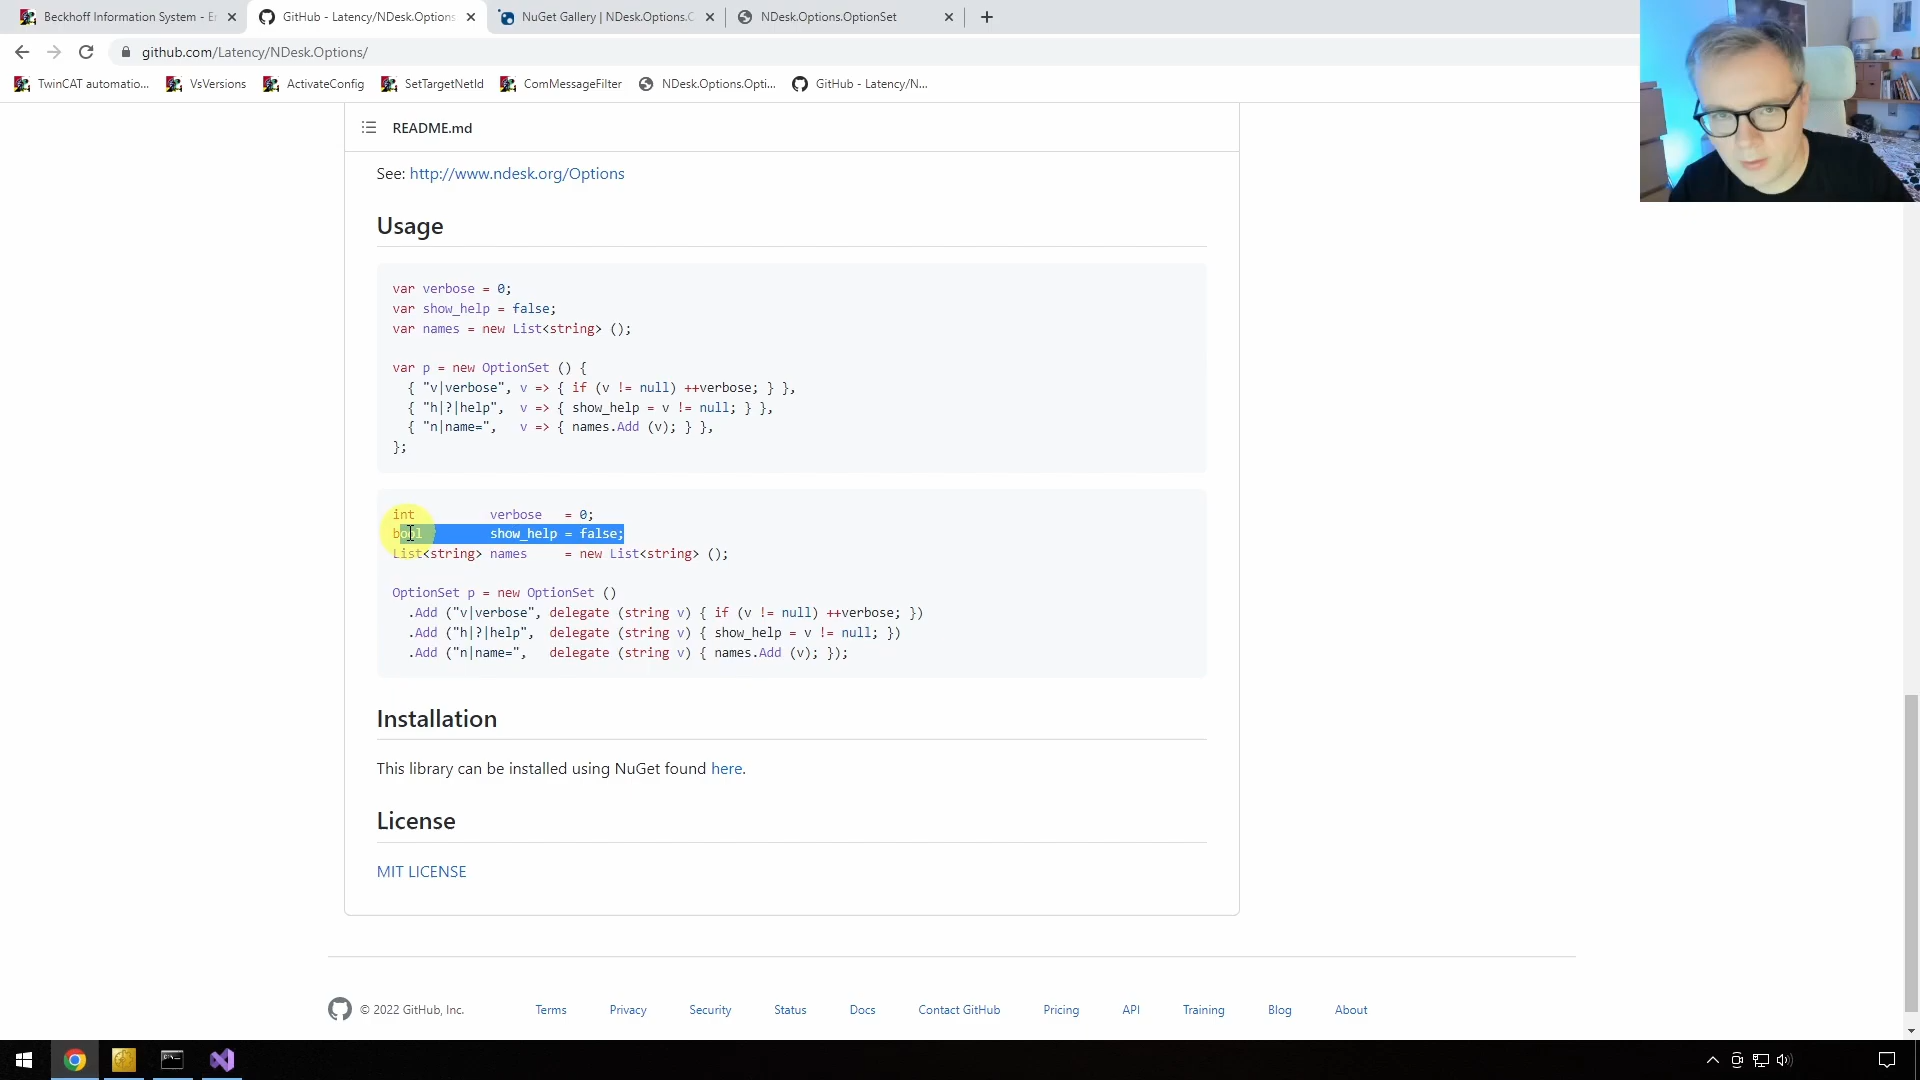 Beckhoff Information System - Er
GitHub - Latency/NDesk.Options
NuGet Gallery | NDesk.Options.C
NDesk.Options.OptionSet
github.com/Latency/NDesk.Options/
TwinCAT automatio...
VsVersions
ActivateConfig
SetTargetNetId
ComMessageFilter
NDesk.Options.Opti...
GitHub - Latency/N...
README.md
See: http://www.ndesk.org/Options
Usage
var verbose = 0;
var show_help = false;
var names = new List<string> ();
var p = new OptionSet () {
{ "v|verbose", v => { if (v != null) ++verbose; } },
{ "h|?|help", v => { show_help = v != null; } },
{ "n|name=", v => { names.Add (v); } },
};
int verbose = 0;
bool show_help = false;
List<string> names = new List<string> ();
OptionSet p = new OptionSet ()
.Add ("v|verbose", delegate (string v) { if (v != null) ++verbose; })
.Add ("h|?|help", delegate (string v) { show_help = v != null; })
.Add ("n|name=", delegate (string v) { names.Add (v); });
Installation
This library can be installed using NuGet found here.
License
MIT LICENSE
© 2022 GitHub, Inc.
Terms
Privacy
Security
Status
Docs
Contact GitHub
Pricing
API
Training
Blog
About